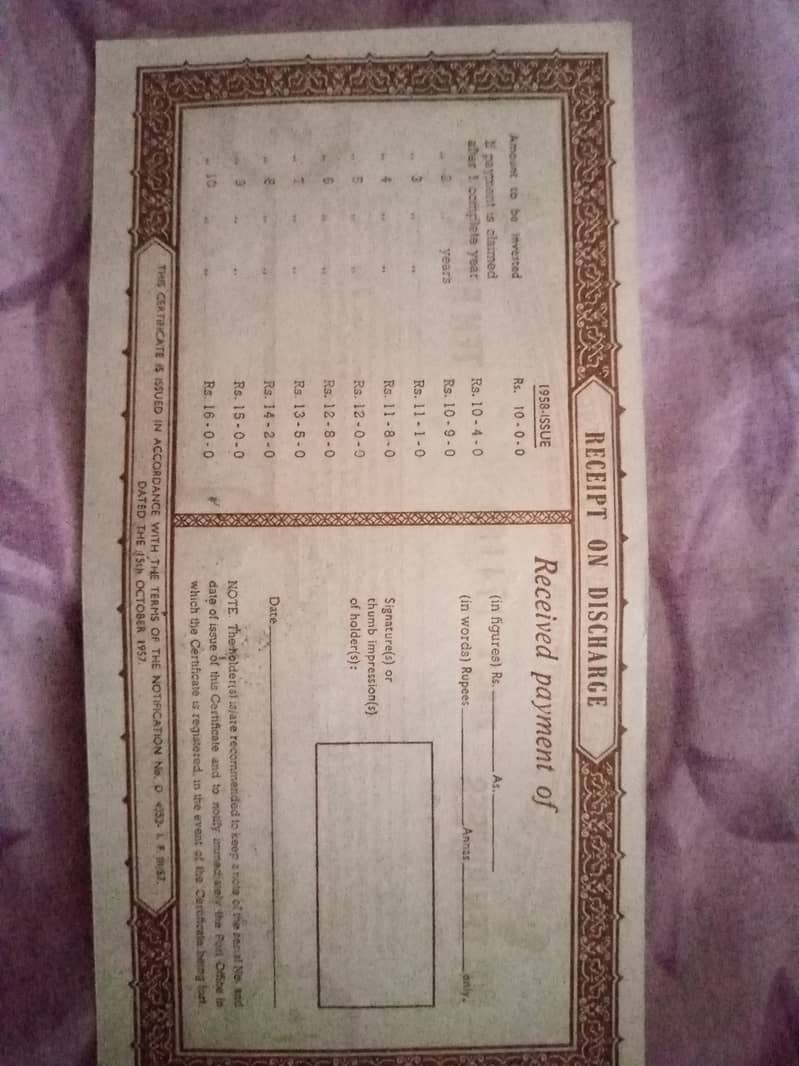 RECEIPT ON DISCHARGE
1958-ISSUE
Amount to be invested Rs. 10 - 0 - 0
If payment is claimed
after 1 complete year Rs. 10 - 4 - 0
„ 2 „ years Rs. 10 - 9 - 0
„ 3 „ „ Rs. 11 - 1 - 0
„ 4 „ „ Rs. 11 - 8 - 0
„ 5 „ „ Rs. 12 - 0 - 0
„ 6 „ „ Rs. 12 - 8 - 0
„ 7 „ „ Rs. 13 - 5 - 0
„ 8 „ „ Rs. 14 - 2 - 0
„ 9 „ „ Rs. 15 - 0 - 0
„ 10 „ „ Rs. 16 - 0 - 0
Received payment of
(in figures) Rs. As.
(in words) Rupees Annas only.
Signature(s) or
thumb impression(s)
of holder(s):
Date
NOTE. The holder(s) is/are recommended to keep a note of the serial No. and
date of issue of this Certificate and to notify immediately the Post Office in
which the Certificate is registered, in the event of the Certificate being lost.
THIS CERTIFICATE IS ISSUED IN ACCORDANCE WITH THE TERMS OF THE NOTIFICATION No. D
DATED THE 15th OCTOBER 1957.